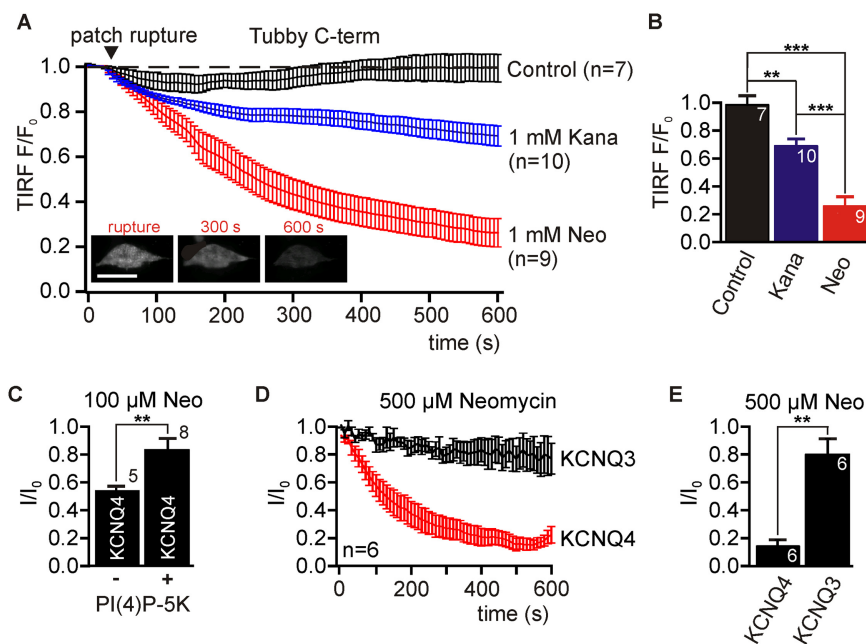 A
patch rupture
Tubby C-term
TIRF F/F0
1.0
0.8
0.6
0.4
0.2
0.0
Control (n=7)
1 mM Kana
(n=10)
1 mM Neo
(n=9)
rupture
300 s
600 s
0
100
200
300
400
500
600
time (s)
B
***
**
***
TIRF F/F0
1.0
0.8
0.6
0.4
0.2
0.0
7
10
9
Control
Kana
Neo
C
100 µM Neo
**
I/I0
1.0
0.8
0.6
0.4
0.2
0.0
KCNQ4
5
KCNQ4
8
- +
PI(4)P-5K
D
500 µM Neomycin
I/I0
1.0
0.8
0.6
0.4
0.2
0.0
KCNQ3
KCNQ4
n=6
0
200
400
600
time (s)
E
500 µM Neo
**
I/I0
1.0
0.8
0.6
0.4
0.2
0.0
6
6
KCNQ4
KCNQ3